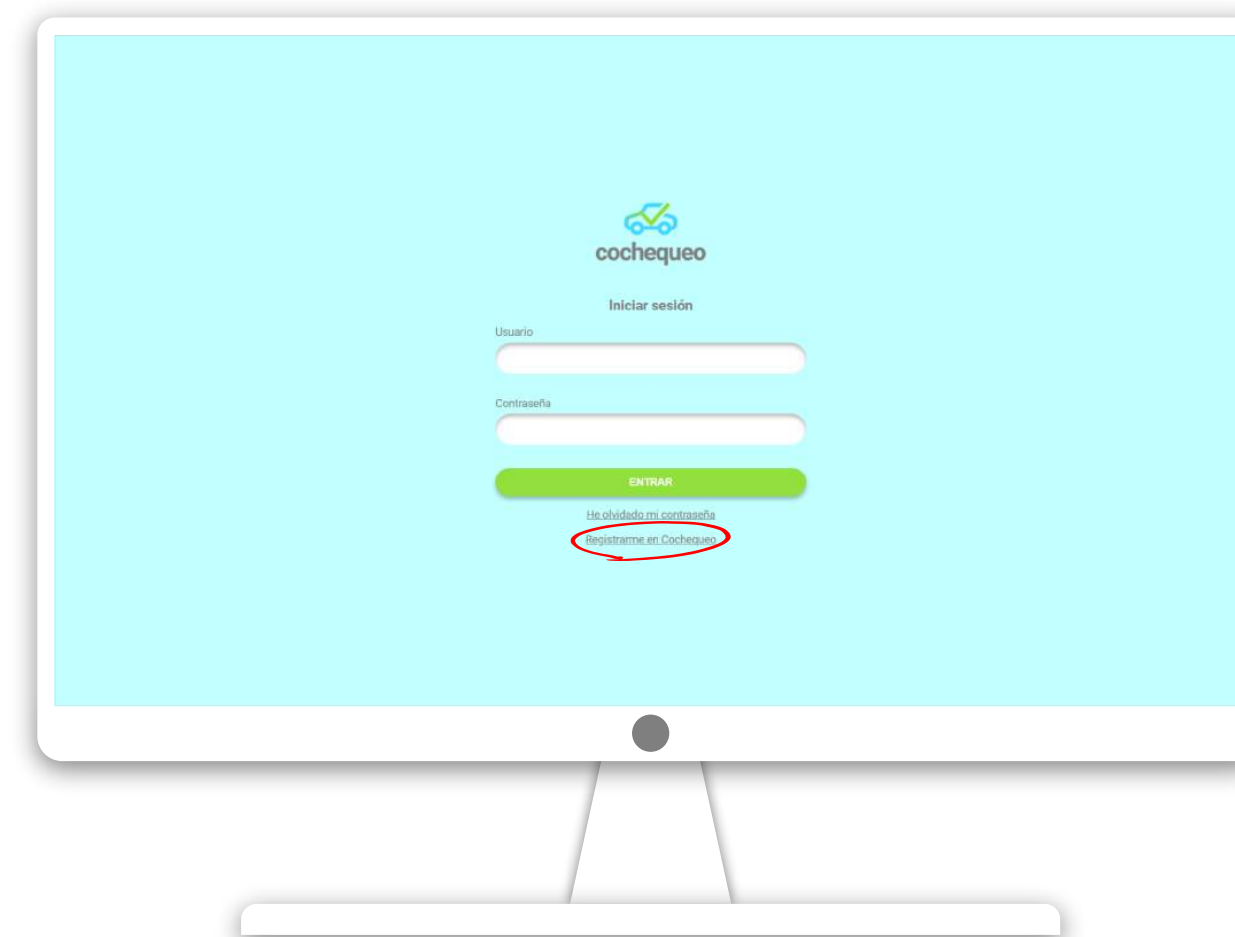 cochequeo
Iniciar sesión
Usuario
Contraseña
ENTRAR
He olvidado mi contraseña
Registrarme en Cochequeo